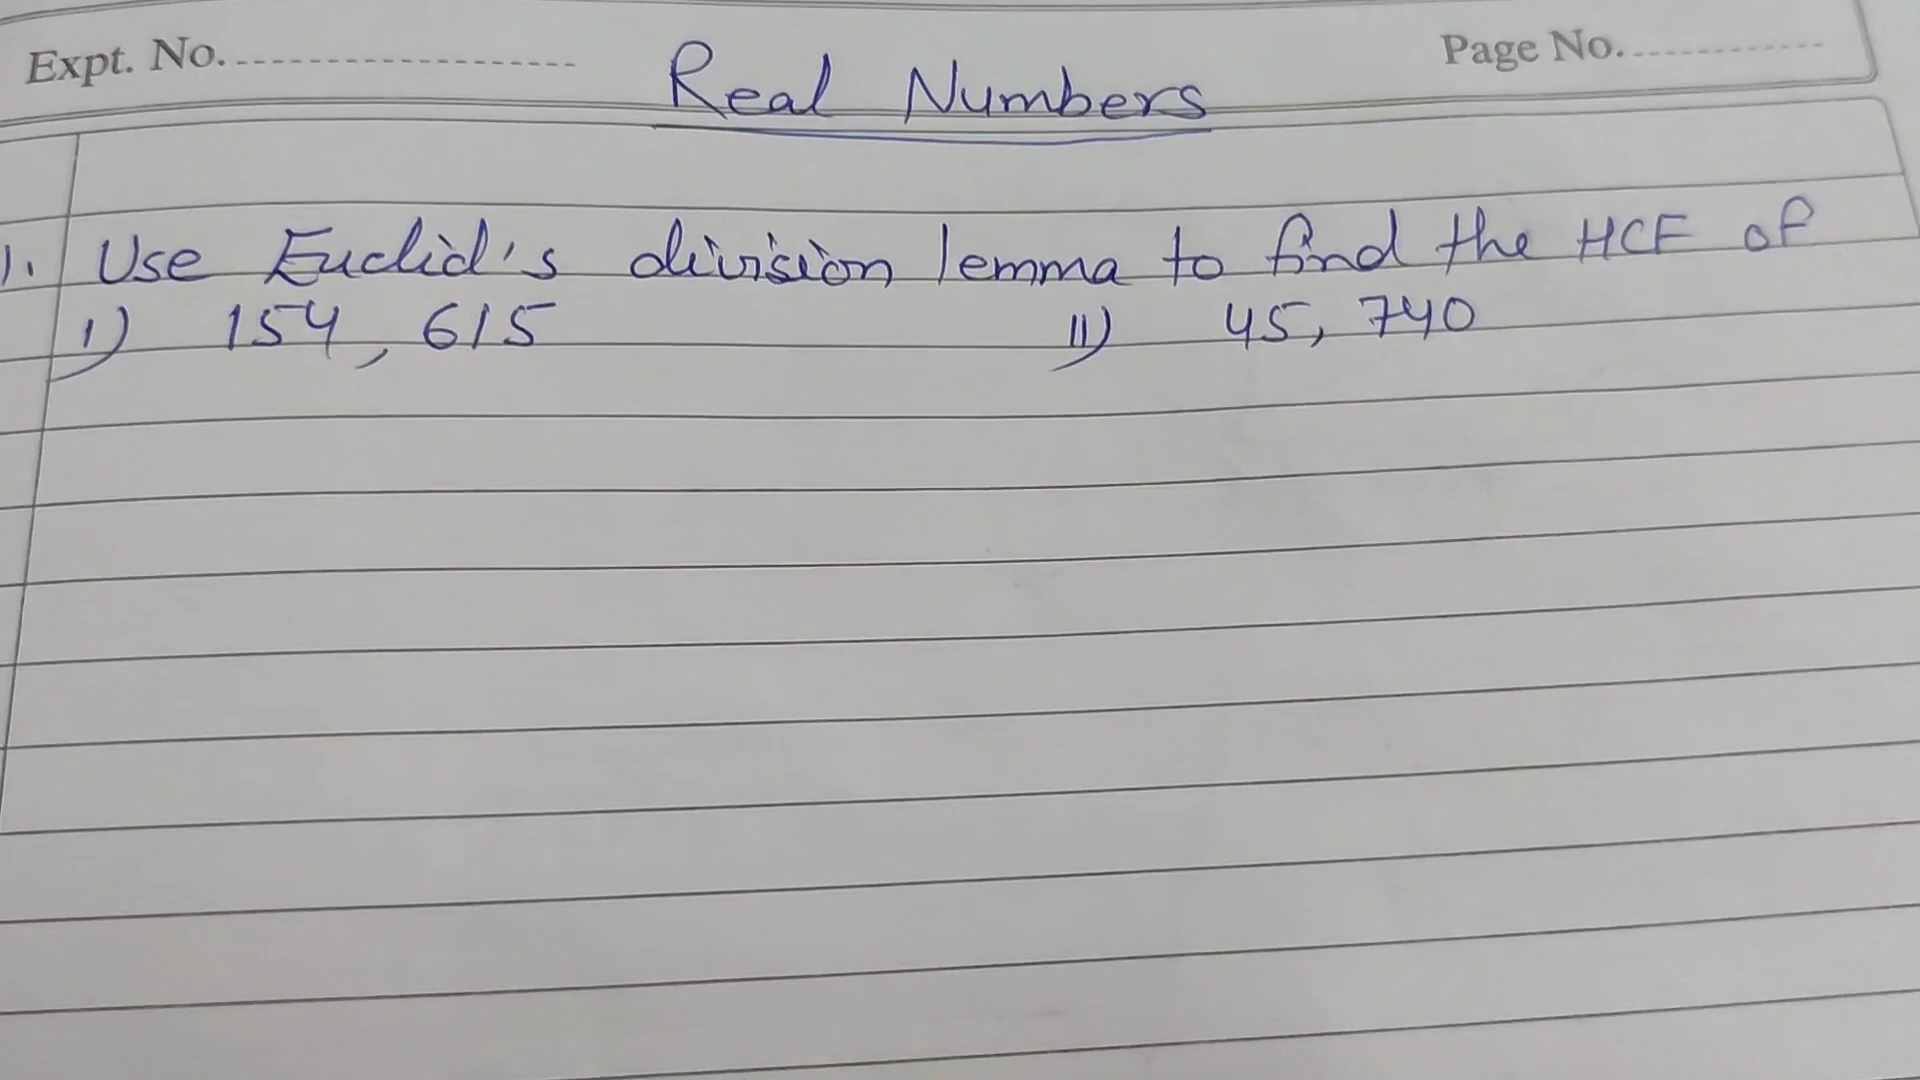 Expt. No. Page No.
Real Numbers
1. Use Euclid's division lemma to find the HCF of
i) 154, 615 ii) 45, 740